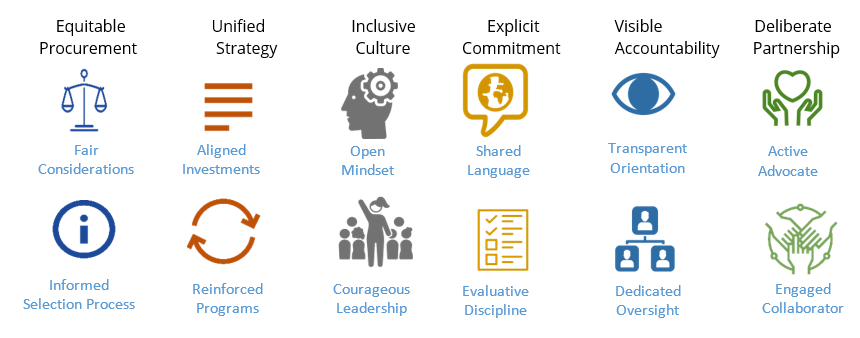 Equitable
Procurement
Unified
Strategy
Inclusive
Culture
Explicit
Commitment
Visible
Accountability
Deliberate
Partnership
Fair
Considerations
Aligned
Investments
Open
Mindset
Shared
Language
Transparent
Orientation
Active
Advocate
Informed
Selection Process
Reinforced
Programs
Courageous
Leadership
Evaluative
Discipline
Dedicated
Oversight
Engaged
Collaborator